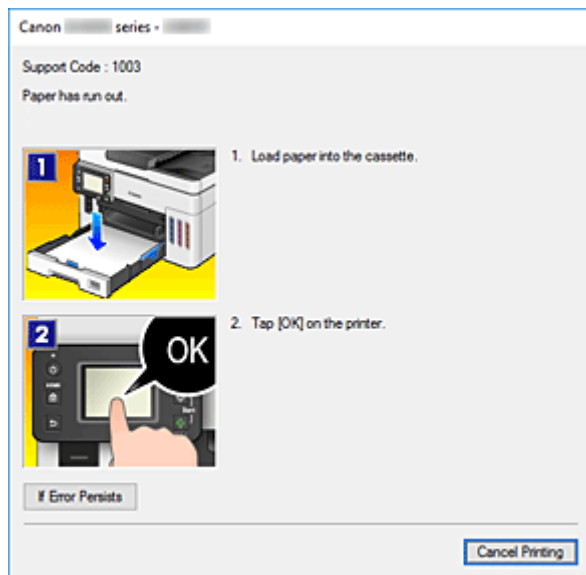 Canon series -
Support Code : 1003
Paper has run out.
1
1. Load paper into the cassette.
2
OK
2. Tap [OK] on the printer.
If Error Persists
Cancel Printing